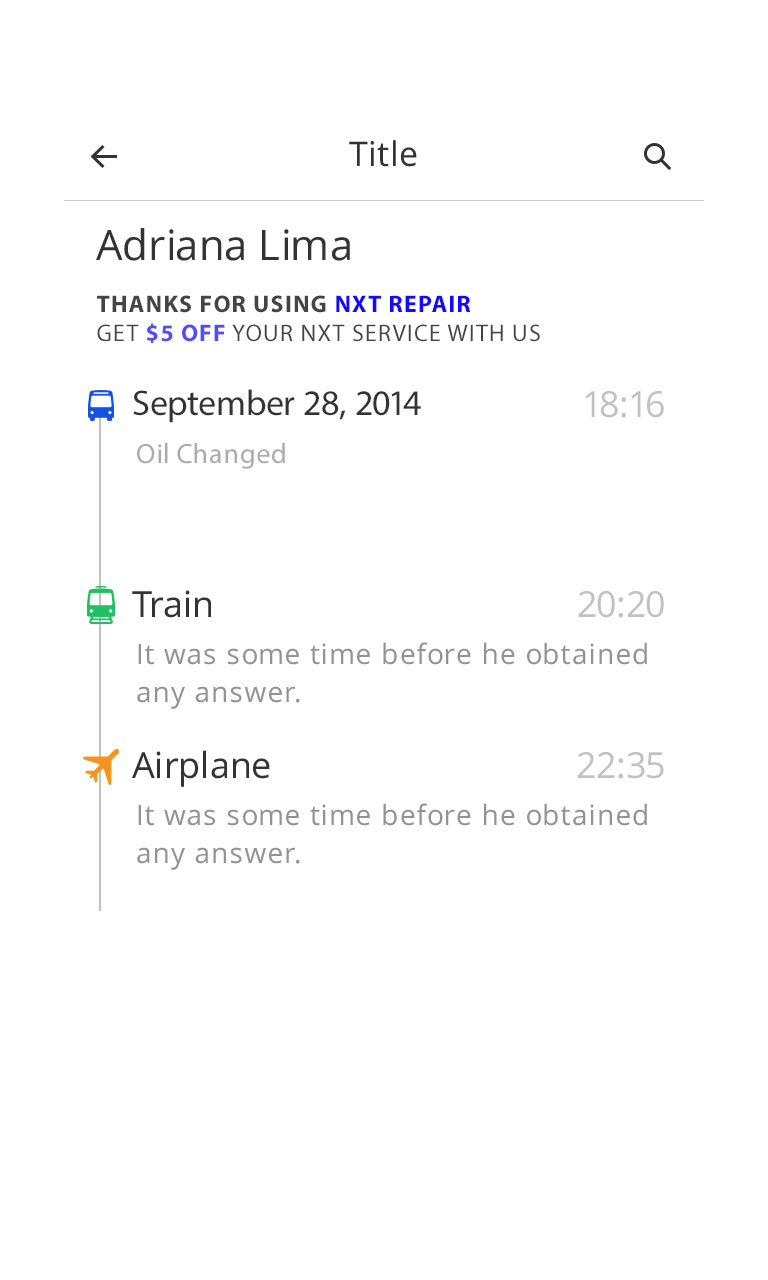 Title
Adriana Lima
THANKS FOR USING NXT REPAIR
GET $5 OFF YOUR NXT SERVICE WITH US
September 28, 2014 18:16
Oil Changed
Train 20:20
It was some time before he obtained
any answer.
Airplane 22:35
It was some time before he obtained
any answer.